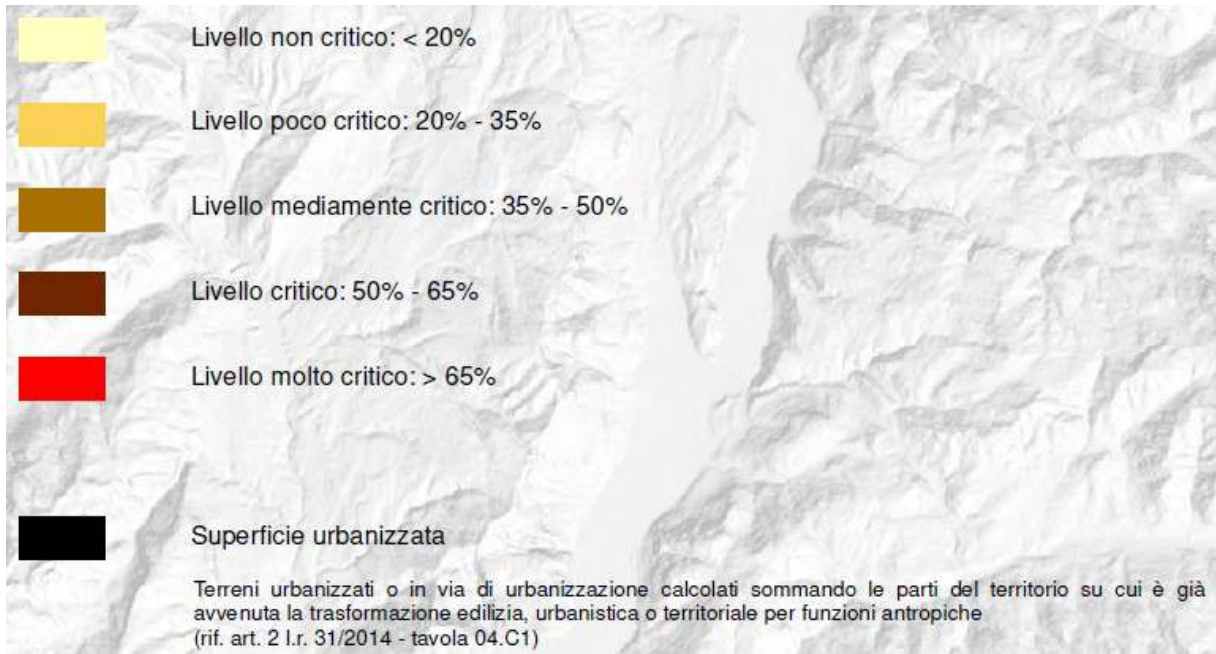 Livello non critico: < 20%
Livello poco critico: 20% - 35%
Livello mediamente critico: 35% - 50%
Livello critico: 50% - 65%
Livello molto critico: > 65%
Superficie urbanizzata
Terreni urbanizzati o in via di urbanizzazione calcolati sommando le parti del territorio su cui è già
avvenuta la trasformazione edilizia, urbanistica o territoriale per funzioni antropiche
(rif. art. 2 l.r. 31/2014 - tavola 04.C1)